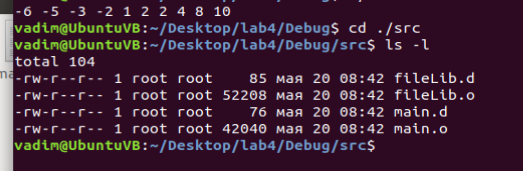 -6 -5 -3 -2 1 2 2 4 8 10
vadim@UbuntuVB:~/Desktop/lab4/Debug$ cd ./src
vadim@UbuntuVB:~/Desktop/lab4/Debug/src$ ls -l
total 104
-rw-r--r-- 1 root root    85 мая 20 08:42 fileLib.d
-rw-r--r-- 1 root root 52208 мая 20 08:42 fileLib.o
-rw-r--r-- 1 root root    76 мая 20 08:42 main.d
-rw-r--r-- 1 root root 42040 мая 20 08:42 main.o
vadim@UbuntuVB:~/Desktop/lab4/Debug/src$